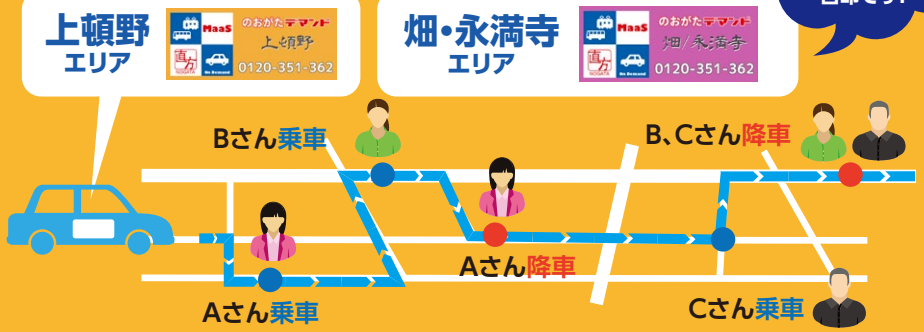 上頓野
エリア
MaaS
のおがたデマンド
上頓野
直方
NOGATA
On Demand
0120-351-362
畑・永満寺
エリア
MaaS
のおがたデマンド
畑/永満寺
直方
NOGATA
On Demand
0120-351-362
Bさん乗車
B、Cさん降車
Aさん降車
Aさん乗車
Cさん乗車